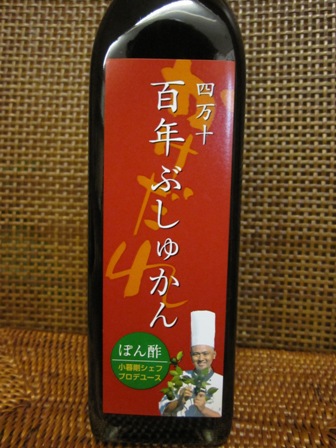 四万十
百年ぶしゅかん
ぽん酢
小暮剛シェフ
プロデュース